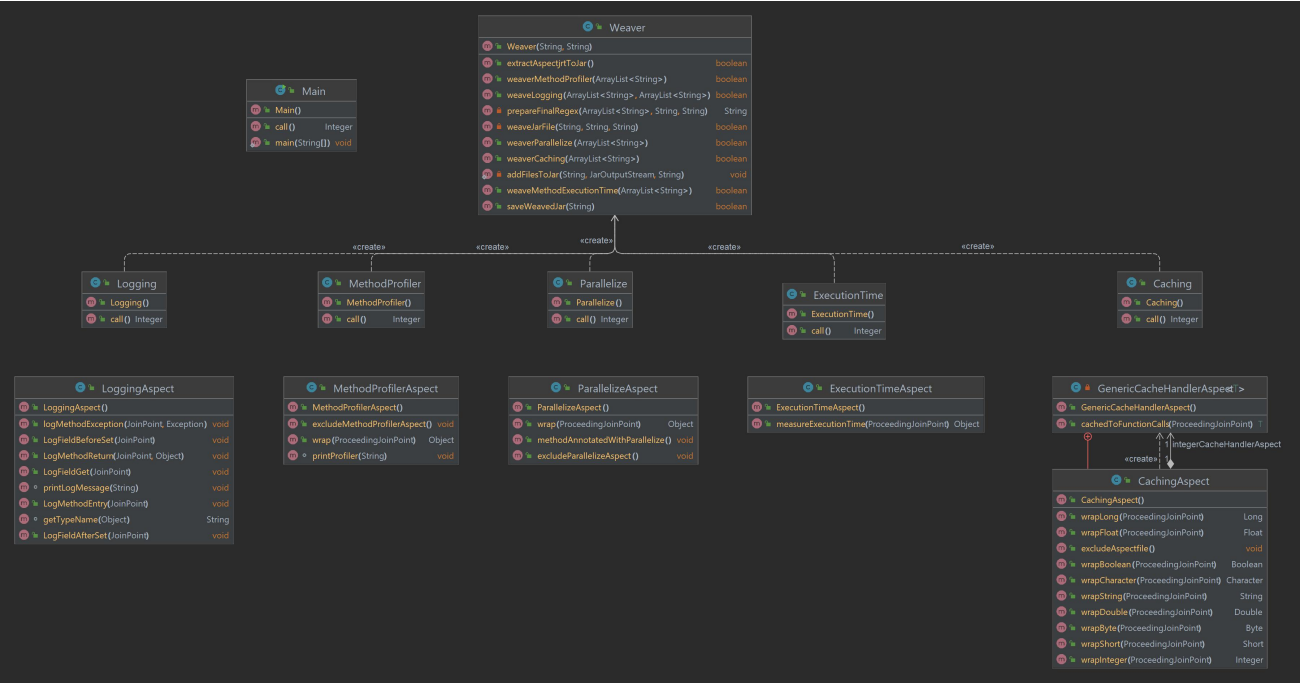 Weaver
Weaver(String, String)
extractAspectjrtToJar() boolean
weaverMethodProfiler(ArrayList<String>) boolean
weaveLogging(ArrayList<String>, ArrayList<String>) boolean
prepareFinalRegex(ArrayList<String>, String, String) String
weaveJarFile(String, String, String) boolean
weaverParallelize(ArrayList<String>) boolean
weaverCaching(ArrayList<String>) boolean
addFilesToJar(String, JarOutputStream, String) void
weaveMethodExecutionTime(ArrayList<String>) boolean
saveWeavedJar(String) boolean
Main
Main()
call() Integer
main(String[]) void
«create» «create» «create» «create» «create»
Logging
Logging()
call() Integer
MethodProfiler
MethodProfiler()
call() Integer
Parallelize
Parallelize()
call() Integer
ExecutionTime
ExecutionTime()
call() Integer
Caching
Caching()
call() Integer
LoggingAspect
LoggingAspect()
logMethodException(JoinPoint, Exception) void
LogFieldBeforeSet(JoinPoint) void
LogMethodReturn(JoinPoint, Object) void
LogFieldGet(JoinPoint) void
printLogMessage(String) void
LogMethodEntry(JoinPoint) void
getTypeName(Object) String
LogFieldAfterSet(JoinPoint) void
MethodProfilerAspect
MethodProfilerAspect()
excludeMethodProfilerAspect() void
wrap(ProceedingJoinPoint) Object
printProfiler(String) void
ParallelizeAspect
ParallelizeAspect()
wrap(ProceedingJoinPoint) Object
methodAnnotatedWithParallelize() void
excludeParallelizeAspect() void
ExecutionTimeAspect
ExecutionTimeAspect()
measureExecutionTime(ProceedingJoinPoint) Object
GenericCacheHandlerAspect<T>
GenericCacheHandlerAspect()
cachedToFunctionCalls(ProceedingJoinPoint) T
1 integerCacheHandlerAspect
«create» 1
CachingAspect
CachingAspect()
wrapLong(ProceedingJoinPoint) Long
wrapFloat(ProceedingJoinPoint) Float
excludeAspectfile() void
wrapBoolean(ProceedingJoinPoint) Boolean
wrapCharacter(ProceedingJoinPoint) Character
wrapString(ProceedingJoinPoint) String
wrapDouble(ProceedingJoinPoint) Double
wrapByte(ProceedingJoinPoint) Byte
wrapShort(ProceedingJoinPoint) Short
wrapInteger(ProceedingJoinPoint) Integer